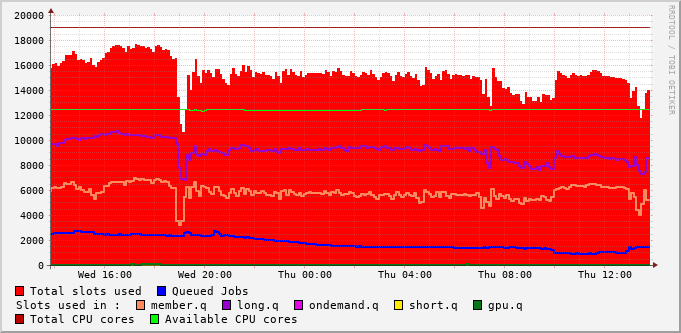 20000
18000
16000
14000
12000
10000
8000
6000
4000
2000
0
Wed 16:00 Wed 20:00 Thu 00:00 Thu 04:00 Thu 08:00 Thu 12:00
Total slots used Queued Jobs
Slots used in : member.q long.q ondemand.q short.q gpu.q
Total CPU cores Available CPU cores
RRDTOOL / TOBI OETIKER